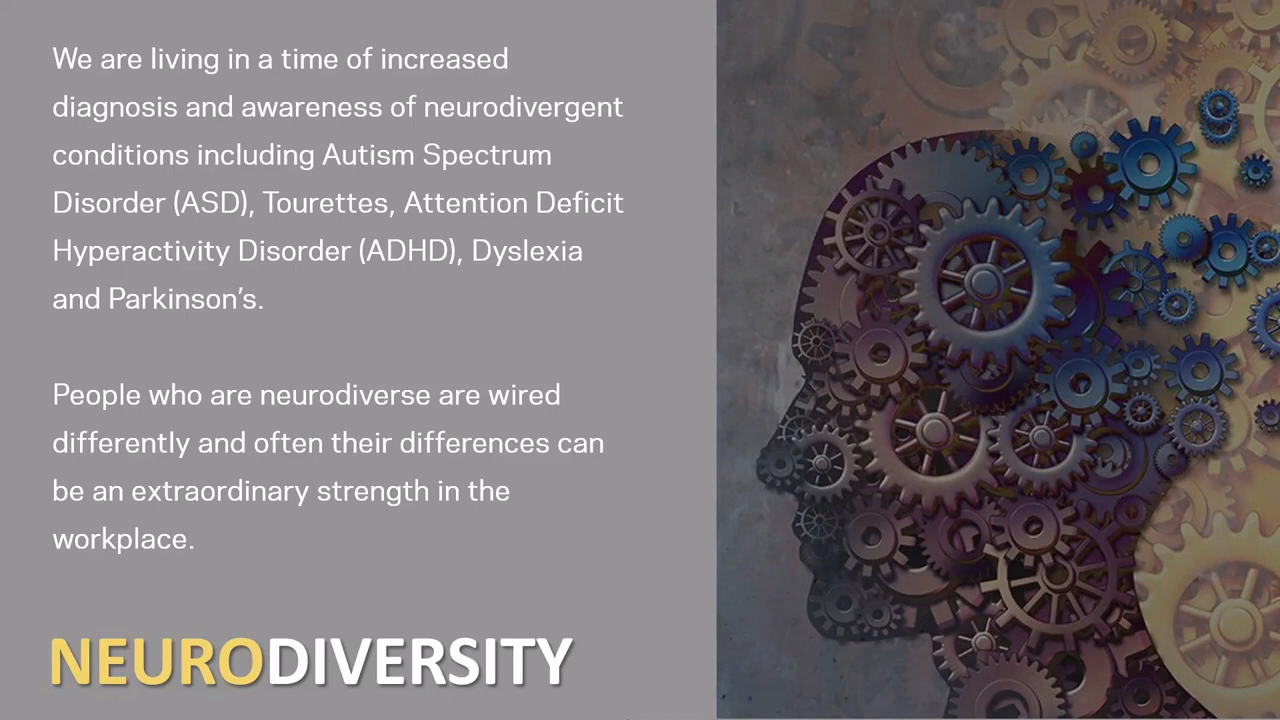 We are living in a time of increased
diagnosis and awareness of neurodivergent
conditions including Autism Spectrum
Disorder (ASD), Tourettes, Attention Deficit
Hyperactivity Disorder (ADHD), Dyslexia
and Parkinson’s.
People who are neurodiverse are wired
differently and often their differences can
be an extraordinary strength in the
workplace.
NEURODIVERSITY